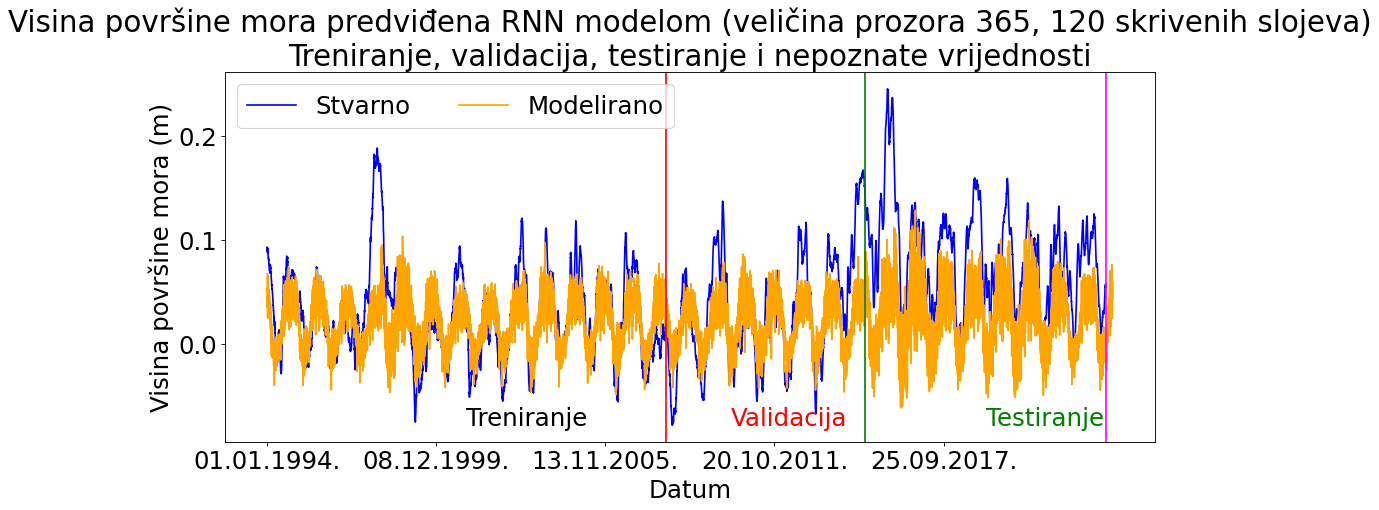 Visina površine mora predviđena RNN modelom (veličina prozora 365, 120 skrivenih slojeva)
Treniranje, validacija, testiranje i nepoznate vrijednosti
Stvarno Modelirano
Visina površine mora (m)
0.2
0.1
0.0
Treniranje Validacija Testiranje
01.01.1994. 08.12.1999. 13.11.2005. 20.10.2011. 25.09.2017.
Datum